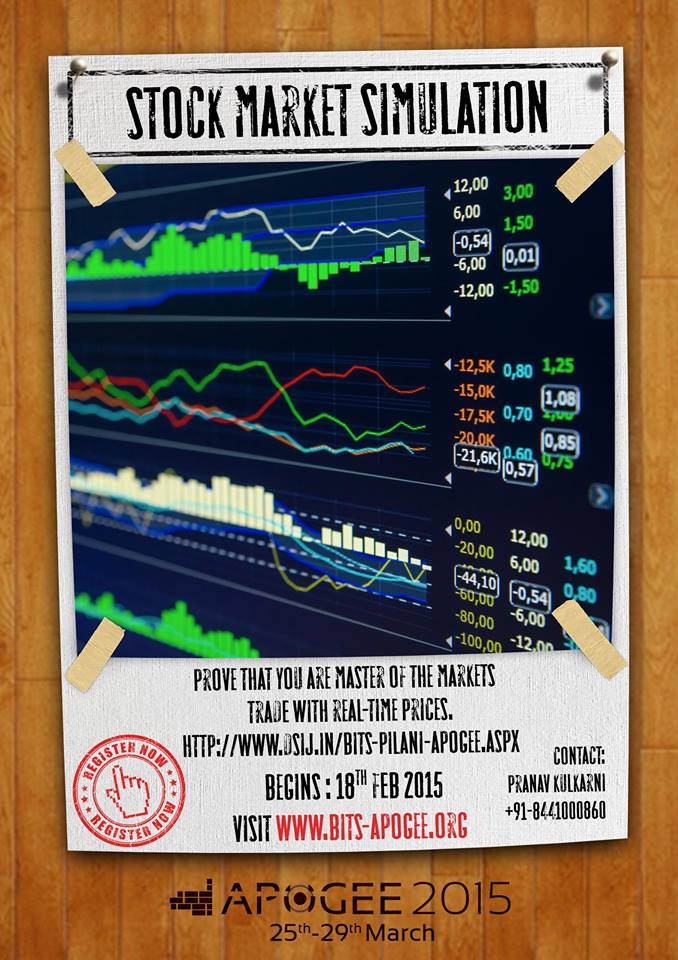 STOCK MARKET SIMULATION
12,00 3,00
6,00 1,50
-0,54 0,01
-6,00
-12,00 -1,50
-12,5K 0,80 1,25
-15,0K 1,08
-17,5K 0,70 1,00
-20,0K 0,85
-21,6K 0,60 0,75
0,57
0,00 12,00
-20,00 6,00 1,60
-44,10 -0,54 0,80
-60,00
-80,00 -6,00
-100,00 -12,00
PROVE THAT YOU ARE MASTER OF THE MARKETS
TRADE WITH REAL-TIME PRICES.
HTTP://WWW.DSIJ.IN/BITS-PILANI-APOGEE.ASPX
BEGINS : 18TH FEB 2015
VISIT WWW.BITS-APOGEE.ORG
REGISTER NOW
REGISTER NOW
CONTACT:
PRANAV KULKARNI
+91-8441000860
APOGEE 2015
25th-29th March